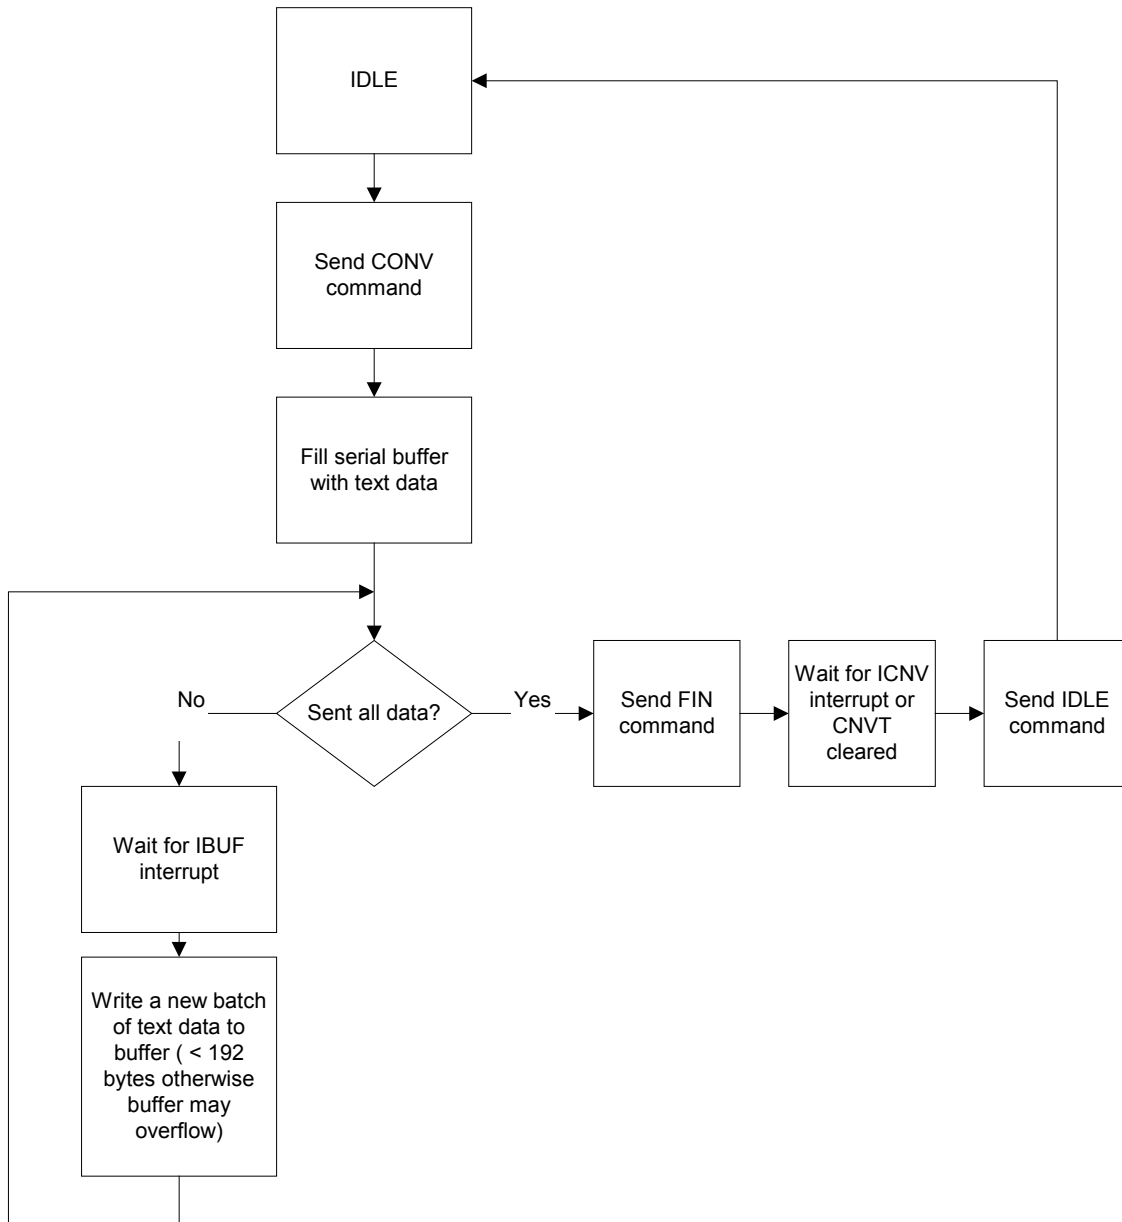 IDLE
Send CONV
command
Fill serial buffer
with text data
Sent all data?
No
Yes
Send FIN
command
Wait for ICNV
interrupt or
CNVT
cleared
Send IDLE
command
Wait for IBUF
interrupt
Write a new batch
of text data to
buffer ( < 192
bytes otherwise
buffer may
overflow)